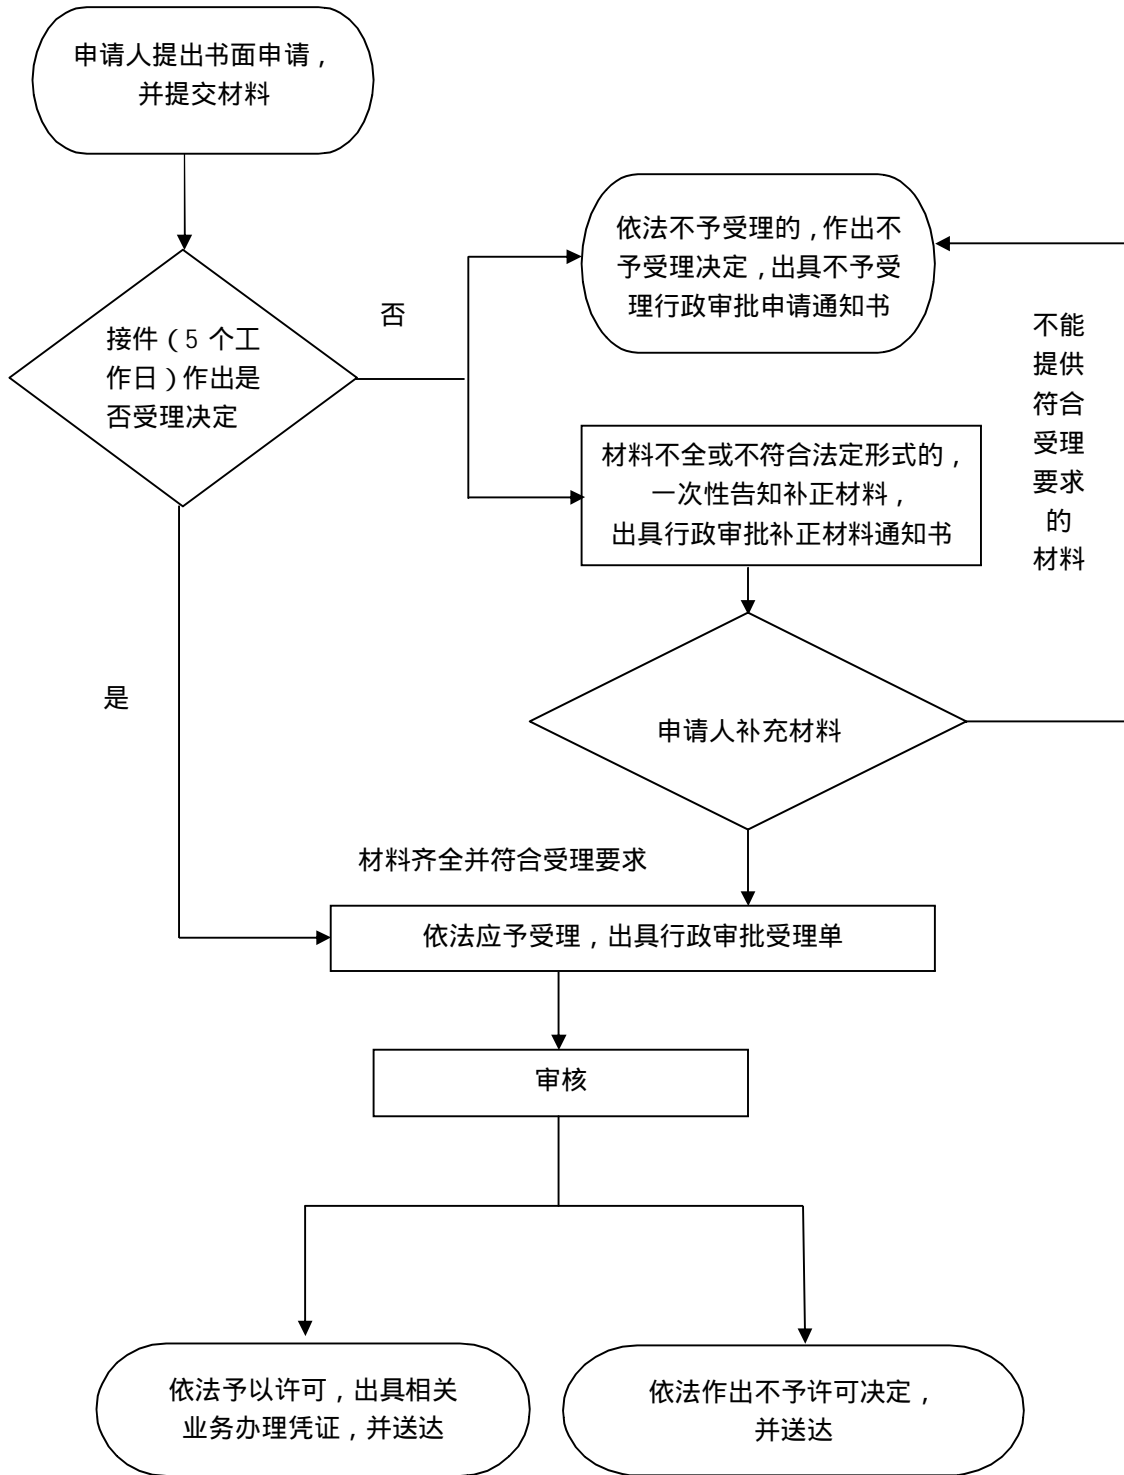 申请人提出书面申请，
并提交材料
依法不予受理的，作出不
予受理决定，出具不予受
理行政审批申请通知书
否
接件（5 个工
作日）作出是
否受理决定
不能
提供
符合
受理
要求
的
材料
材料不全或不符合法定形式的，
一次性告知补正材料，
出具行政审批补正材料通知书
是
申请人补充材料
材料齐全并符合受理要求
依法应予受理，出具行政审批受理单
审核
依法予以许可，出具相关
业务办理凭证，并送达
依法作出不予许可决定，
并送达